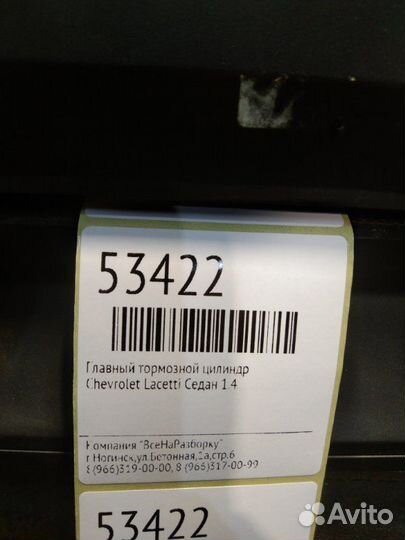 53422
Главный тормозной цилиндр
Chevrolet Lacetti Седан 1.4
Компания "ВсеНаРазборку"
г.Ногинск,ул.Бетонная,2а,стр.6
8(966)319-00-00, 8 (966)317-00-99
53422
Avito